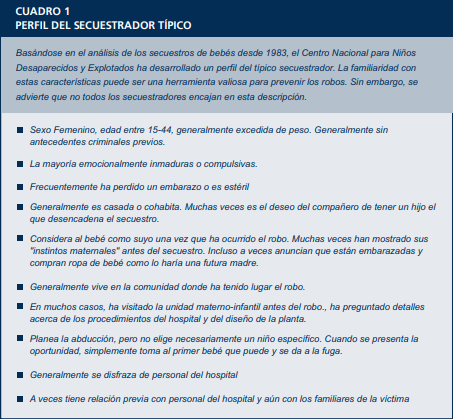 CUADRO 1
PERFIL DEL SECUESTRADOR TÍPICO
Basándose en el análisis de los secuestros de bebés desde 1983, el Centro Nacional para Niños
Desaparecidos y Explotados ha desarrollado un perfil del típico secuestrador. La familiaridad con
estas características puede ser una herramienta valiosa para prevenir los robos. Sin embargo, se
advierte que no todos los secuestradores encajan en esta descripción.
Sexo Femenino, edad entre 15-44, generalmente excedida de peso. Generalmente sin
antecedentes criminales previos.
La mayoría emocionalmente inmaduras o compulsivas.
Frecuentemente ha perdido un embarazo o es estéril
Generalmente es casada o cohabita. Muchas veces es el deseo del compañero de tener un hijo el
que desencadena el secuestro.
Considera al bebé como suyo una vez que ha ocurrido el robo. Muchas veces han mostrado sus
"instintos maternales" antes del secuestro. Incluso a veces anuncian que están embarazadas y
compran ropa de bebé como lo haría una futura madre.
Generalmente vive en la comunidad donde ha tenido lugar el robo.
En muchos casos, ha visitado la unidad materno-infantil antes del robo., ha preguntado detalles
acerca de los procedimientos del hospital y del diseño de la planta.
Planea la abducción, pero no elige necesariamente un niño específico. Cuando se presenta la
oportunidad, simplemente toma al primer bebé que puede y se da a la fuga.
Generalmente se disfraza de personal del hospital
A veces tiene relación previa con personal del hospital y aún con los familiares de la víctima